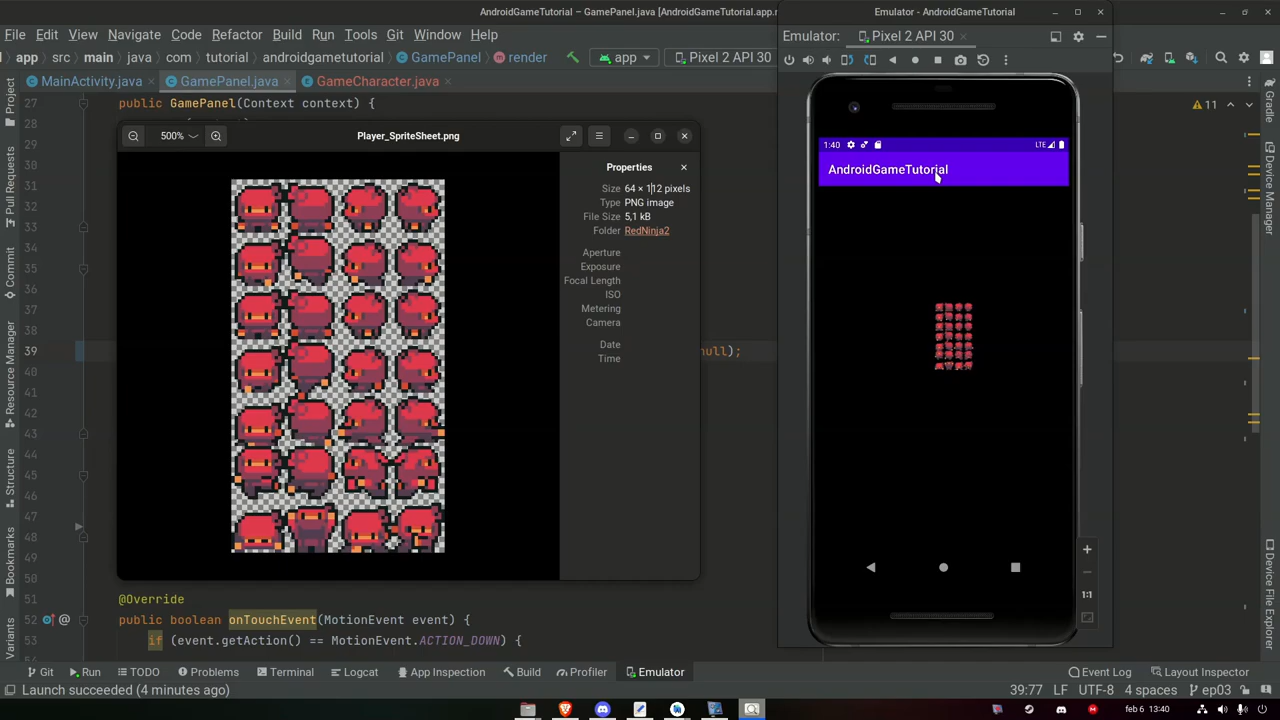 AndroidGameTutorial – GamePanel.java [AndroidGameTutorial.app.m
File Edit View Navigate Code Refactor Build Run Tools Git Window Help
app src main java com tutorial androidgametutorial GamePanel render app Pixel 2 API 30
MainActivity.java GamePanel.java GameCharacter.java
Project
Pull Requests
Commit
Resource Manager
Structure
Bookmarks
Variants
27 public GamePanel(Context context) {
28
29
30
31
32
33
34
35
36
37
38
39 null);
40
41
42
43
44
45
46
47
48
49
50
51 @Override
52 public boolean onTouchEvent(MotionEvent event) {
53 if (event.getAction() == MotionEvent.ACTION_DOWN) {
11
Gradle
Device Manager
Device File Explorer
500% Player_SpriteSheet.png
Properties
Size 64 × 112 pixels
Type PNG image
File Size 5,1 kB
Folder RedNinja2
Aperture
Exposure
Focal Length
ISO
Metering
Camera
Date
Time
Emulator - AndroidGameTutorial
Emulator: Pixel 2 API 30
1:40 LTE
AndroidGameTutorial
1:1
Git Run TODO Problems Terminal Logcat App Inspection Build Profiler Emulator Event Log Layout Inspector
Launch succeeded (4 minutes ago) 39:77 LF UTF-8 4 spaces ep03
feb 6 13:40